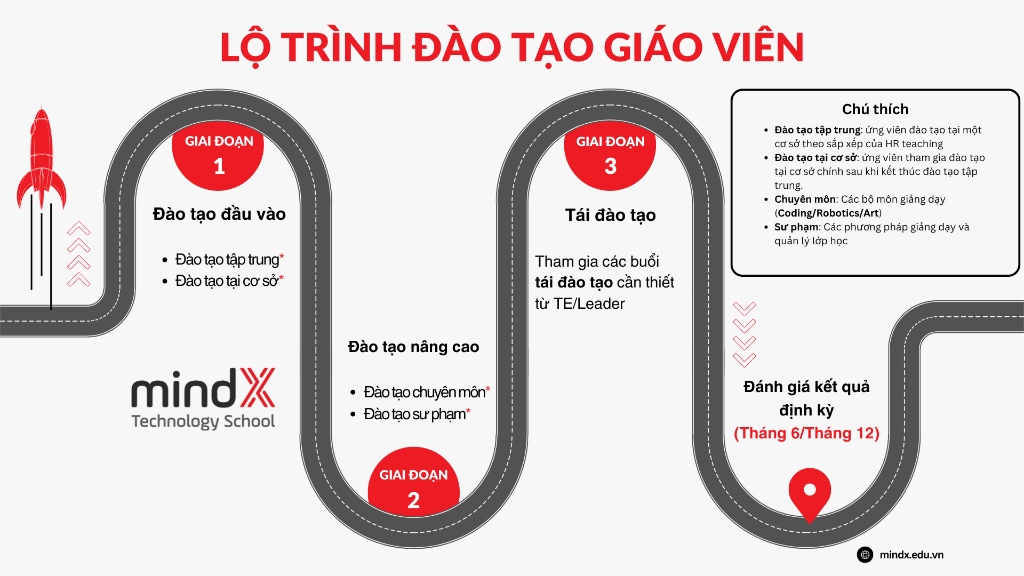 LỘ TRÌNH ĐÀO TẠO GIÁO VIÊN
GIAI ĐOẠN
1
Đào tạo đầu vào
• Đào tạo tập trung*
• Đào tạo tại cơ sở*
mindX
Technology School
Đào tạo nâng cao
• Đào tạo chuyên môn*
• Đào tạo sư phạm*
GIAI ĐOẠN
2
GIAI ĐOẠN
3
Tái đào tạo
Tham gia các buổi
tái đào tạo cần thiết
từ TE/Leader
Chú thích
• Đào tạo tập trung: ứng viên đào tạo tại một
cơ sở theo sắp xếp của HR teaching
• Đào tạo tại cơ sở: ứng viên tham gia đào tạo
tại cơ sở chính sau khi kết thúc đào tạo tập
trung.
• Chuyên môn: Các bộ môn giảng dạy
(Coding/Robotics/Art)
• Sư phạm: Các phương pháp giảng dạy và
quản lý lớp học
Đánh giá kết quả
định kỳ
(Tháng 6/Tháng 12)
mindx.edu.vn